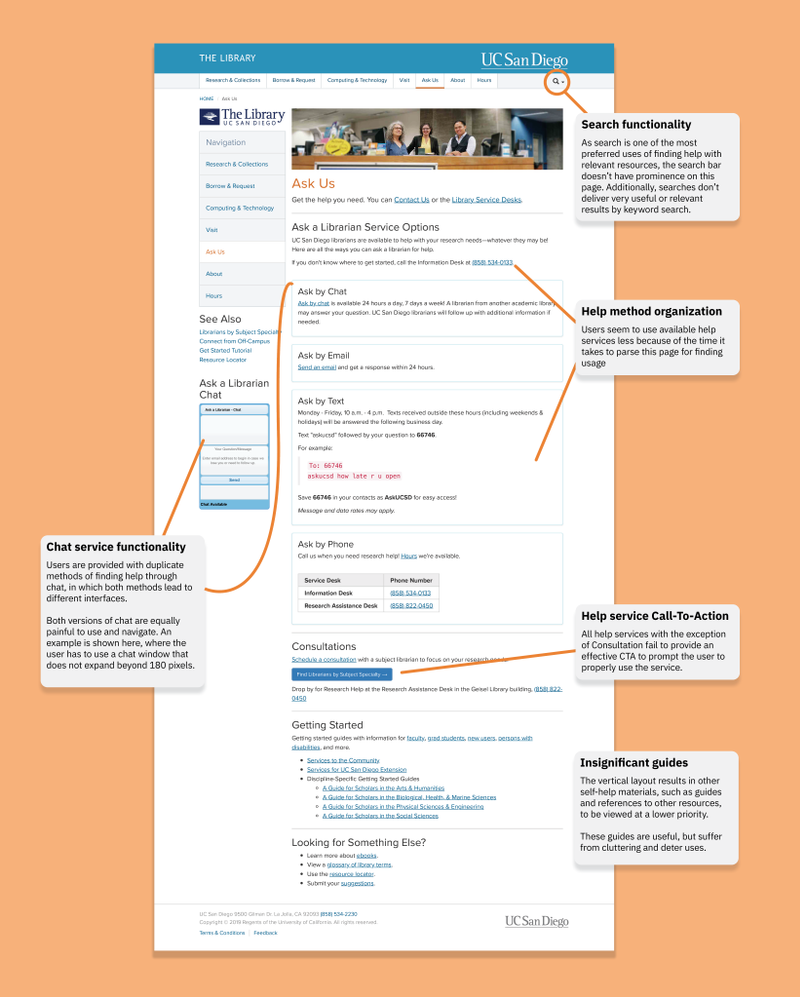 THE LIBRARY
UC San Diego
Research & Collections
Borrow & Request
Computing & Technology
Visit
Ask Us
About
Hours
HOME
Ask Us
The Library
UC SAN DIEGO
Navigation
Research & Collections
Borrow & Request
Computing & Technology
Visit
Ask Us
About
Hours
See Also
Librarians by Subject Specialty
Connect from Off-Campus
Get Started Tutorial
Resource Locator
Ask a Librarian
Chat
Ask a Librarian - Chat
Your Question/Message
Send
Chat Available
Ask Us
Get the help you need. You can Contact Us or the Library Service Desks.
Ask a Librarian Service Options
UC San Diego librarians are available to help with your research needs—whatever they may be!
Here are all the ways you can ask a librarian for help.
If you don't know where to get started, call the Information Desk at (858) 534-0133.
Ask by Chat
Ask by chat is available 24 hours a day, 7 days a week! A librarian from another academic library
may answer your question. UC San Diego librarians will follow up with additional information if
needed.
Ask by Email
Send an email and get a response within 24 hours.
Ask by Text
Monday - Friday, 10 a.m. - 4 p.m.  Texts received outside these hours (including weekends &
holidays) will be answered the following business day.
Text "askucsd" followed by your question to 66746.
For example:
To: 66746
askucsd how late r u open
Save 66746 in your contacts as AskUCSD for easy access!
Message and data rates may apply.
Ask by Phone
Call us when you need research help! Hours we're available.
Service Desk Phone Number
Information Desk (858) 534-0133
Research Assistance Desk (858) 822-0450
Consultations
Schedule a consultation with a subject librarian to focus on your research needs.
Find Librarians by Subject Specialty →
Drop by for Research Help at the Research Assistance Desk in the Geisel Library building, (858) 822-
0450
Getting Started
Getting started guides with information for faculty, grad students, new users, persons with
disabilities, and more.
Services to the Community
Services for UC San Diego Extension
Discipline-Specific Getting Started Guides
A Guide for Scholars in the Arts & Humanities
A Guide for Scholars in the Biological, Health, & Marine Sciences
A Guide for Scholars in the Physical Sciences & Engineering
A Guide for Scholars in the Social Sciences
Looking for Something Else?
Learn more about ebooks.
View a glossary of library terms.
Use the resource locator.
Submit your suggestions.
UC San Diego 9500 Gilman Dr. La Jolla, CA 92093 (858) 534-2230
Copyright © 2019 Regents of the University of California. All rights reserved.
Terms & Conditions | Feedback
UC San Diego
Search functionality
As search is one of the most
preferred uses of finding help with
relevant resources, the search bar
doesn't have prominence on this
page. Additionally, searches don't
deliver very useful or relevant
results by keyword search.
Help method organization
Users seem to use available help
services less because of the time it
takes to parse this page for finding
usage
Chat service functionality
Users are provided with duplicate
methods of finding help through
chat, in which both methods lead to
different interfaces.
Both versions of chat are equally
painful to use and navigate. An
example is shown here, where the
user has to use a chat window that
does not expand beyond 180 pixels.
Help service Call-To-Action
All help services with the exception
of Consultation fail to provide an
effective CTA to prompt the user to
properly use the service.
Insignificant guides
The vertical layout results in other
self-help materials, such as guides
and references to other resources,
to be viewed at a lower priority.
These guides are useful, but suffer
from cluttering and deter uses.